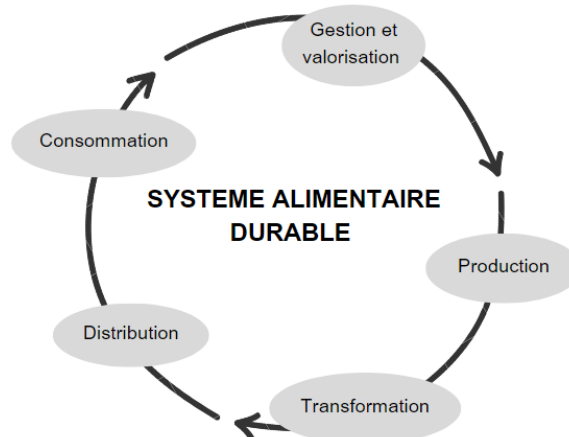 Gestion et
valorisation
Consommation
SYSTEME ALIMENTAIRE
DURABLE
Production
Distribution
Transformation